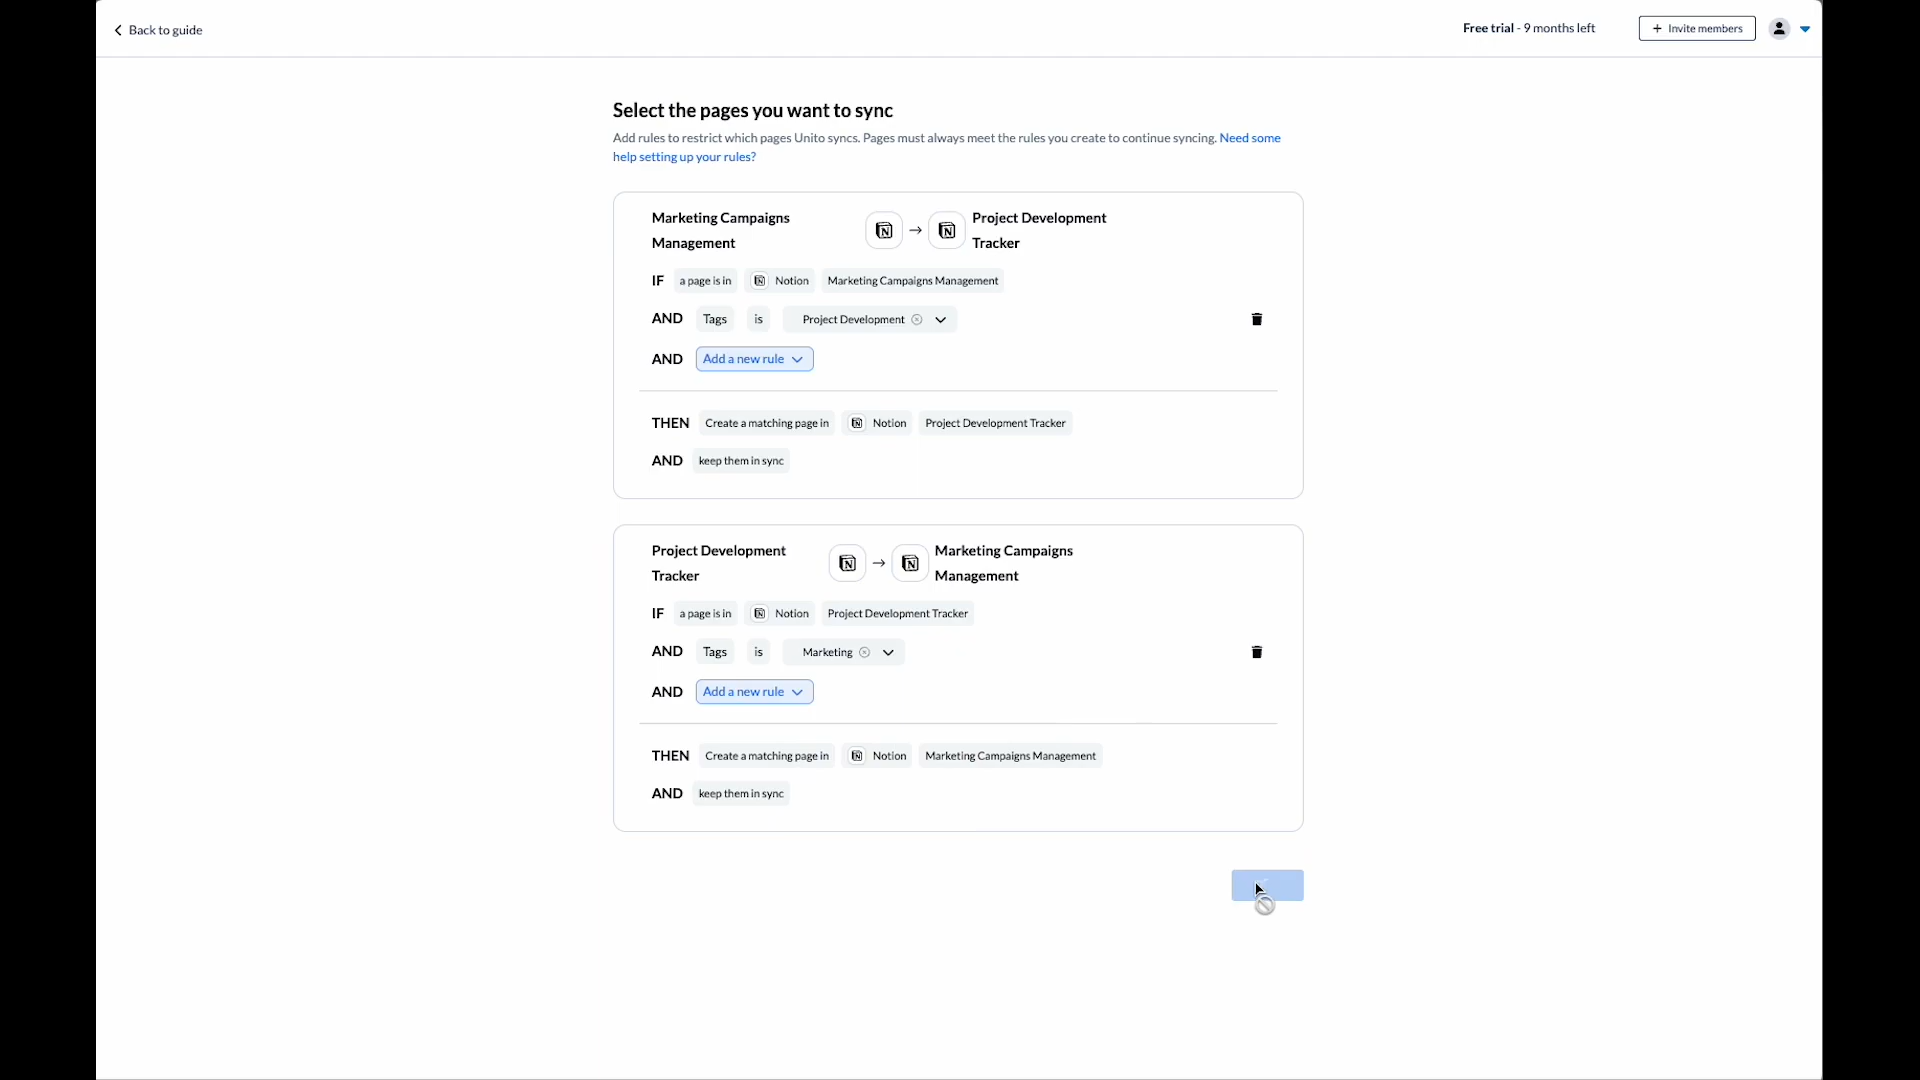 Back to guide
Free trial - 9 months left
+ Invite members
Select the pages you want to sync
Add rules to restrict which pages Unito syncs. Pages must always meet the rules you create to continue syncing. Need some
help setting up your rules?
Marketing Campaigns
Management
Project Development
Tracker
IF a page is in Notion Marketing Campaigns Management
AND Tags is Project Development
AND Add a new rule
THEN Create a matching page in Notion Project Development Tracker
AND keep them in sync
Project Development
Tracker
Marketing Campaigns
Management
IF a page is in Notion Project Development Tracker
AND Tags is Marketing
AND Add a new rule
THEN Create a matching page in Notion Marketing Campaigns Management
AND keep them in sync